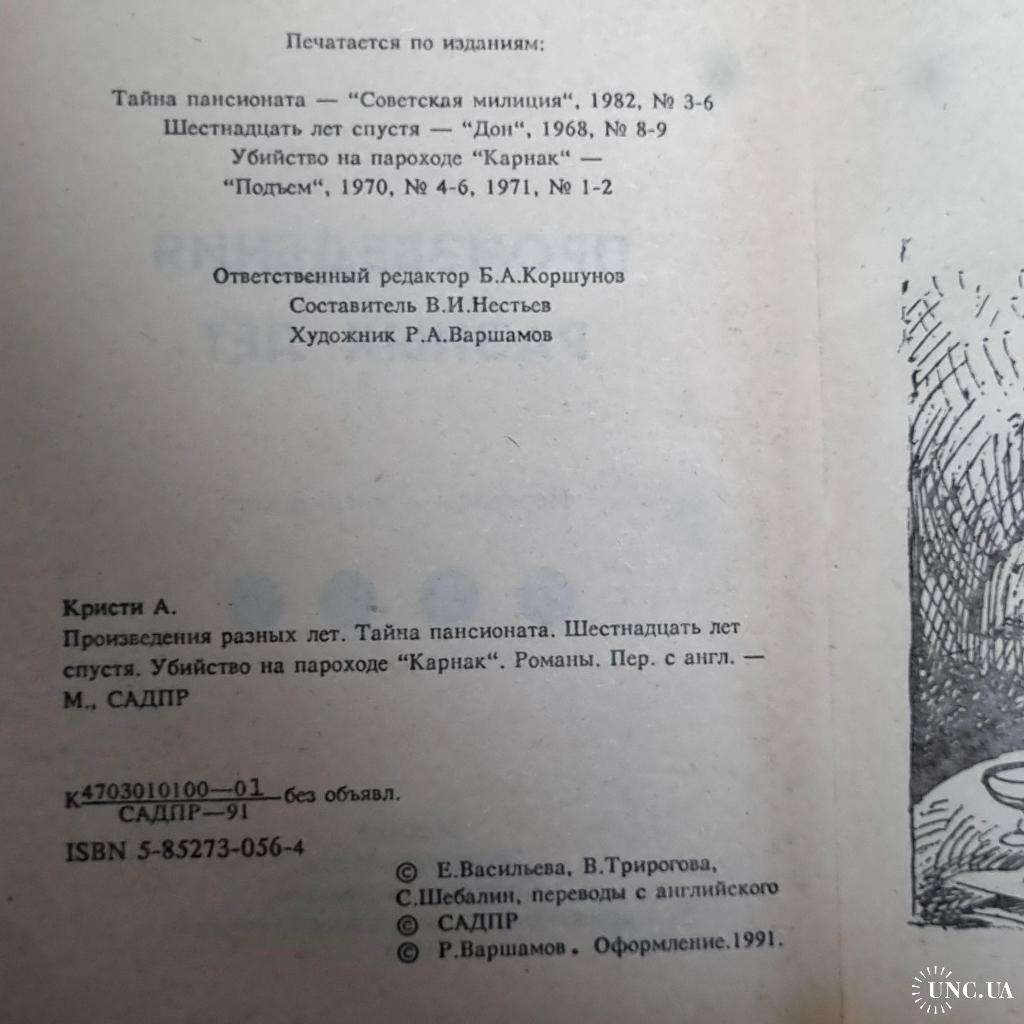 Печатается по изданиям:
Тайна пансионата — “Советская милиция“, 1982, № 3-6
Шестнадцать лет спустя — “Дон“, 1968, № 8-9
Убийство на пароходе “Карнак“ —
“Подъем“, 1970, № 4-6, 1971, № 1-2
ПРОИЗВЕДЕНИЯ
РАЗНЫХ ЛЕТ
Ответственный редактор Б.А.Коршунов
Составитель В.И.Нестьев
Художник Р.А.Варшамов
Кристи А.
Произведения разных лет. Тайна пансионата. Шестнадцать лет
спустя. Убийство на пароходе “Карнак“. Романы. Пер. с англ. —
М., САДПР
К 4703010100—01 без объявл.
САДПР—91
ISBN 5-85273-056-4
© Е.Васильева, В.Трирогова,
С.Шебалин, переводы с английского
© САДПР
© Р.Варшамов. Оформление.1991.
UNC.UA